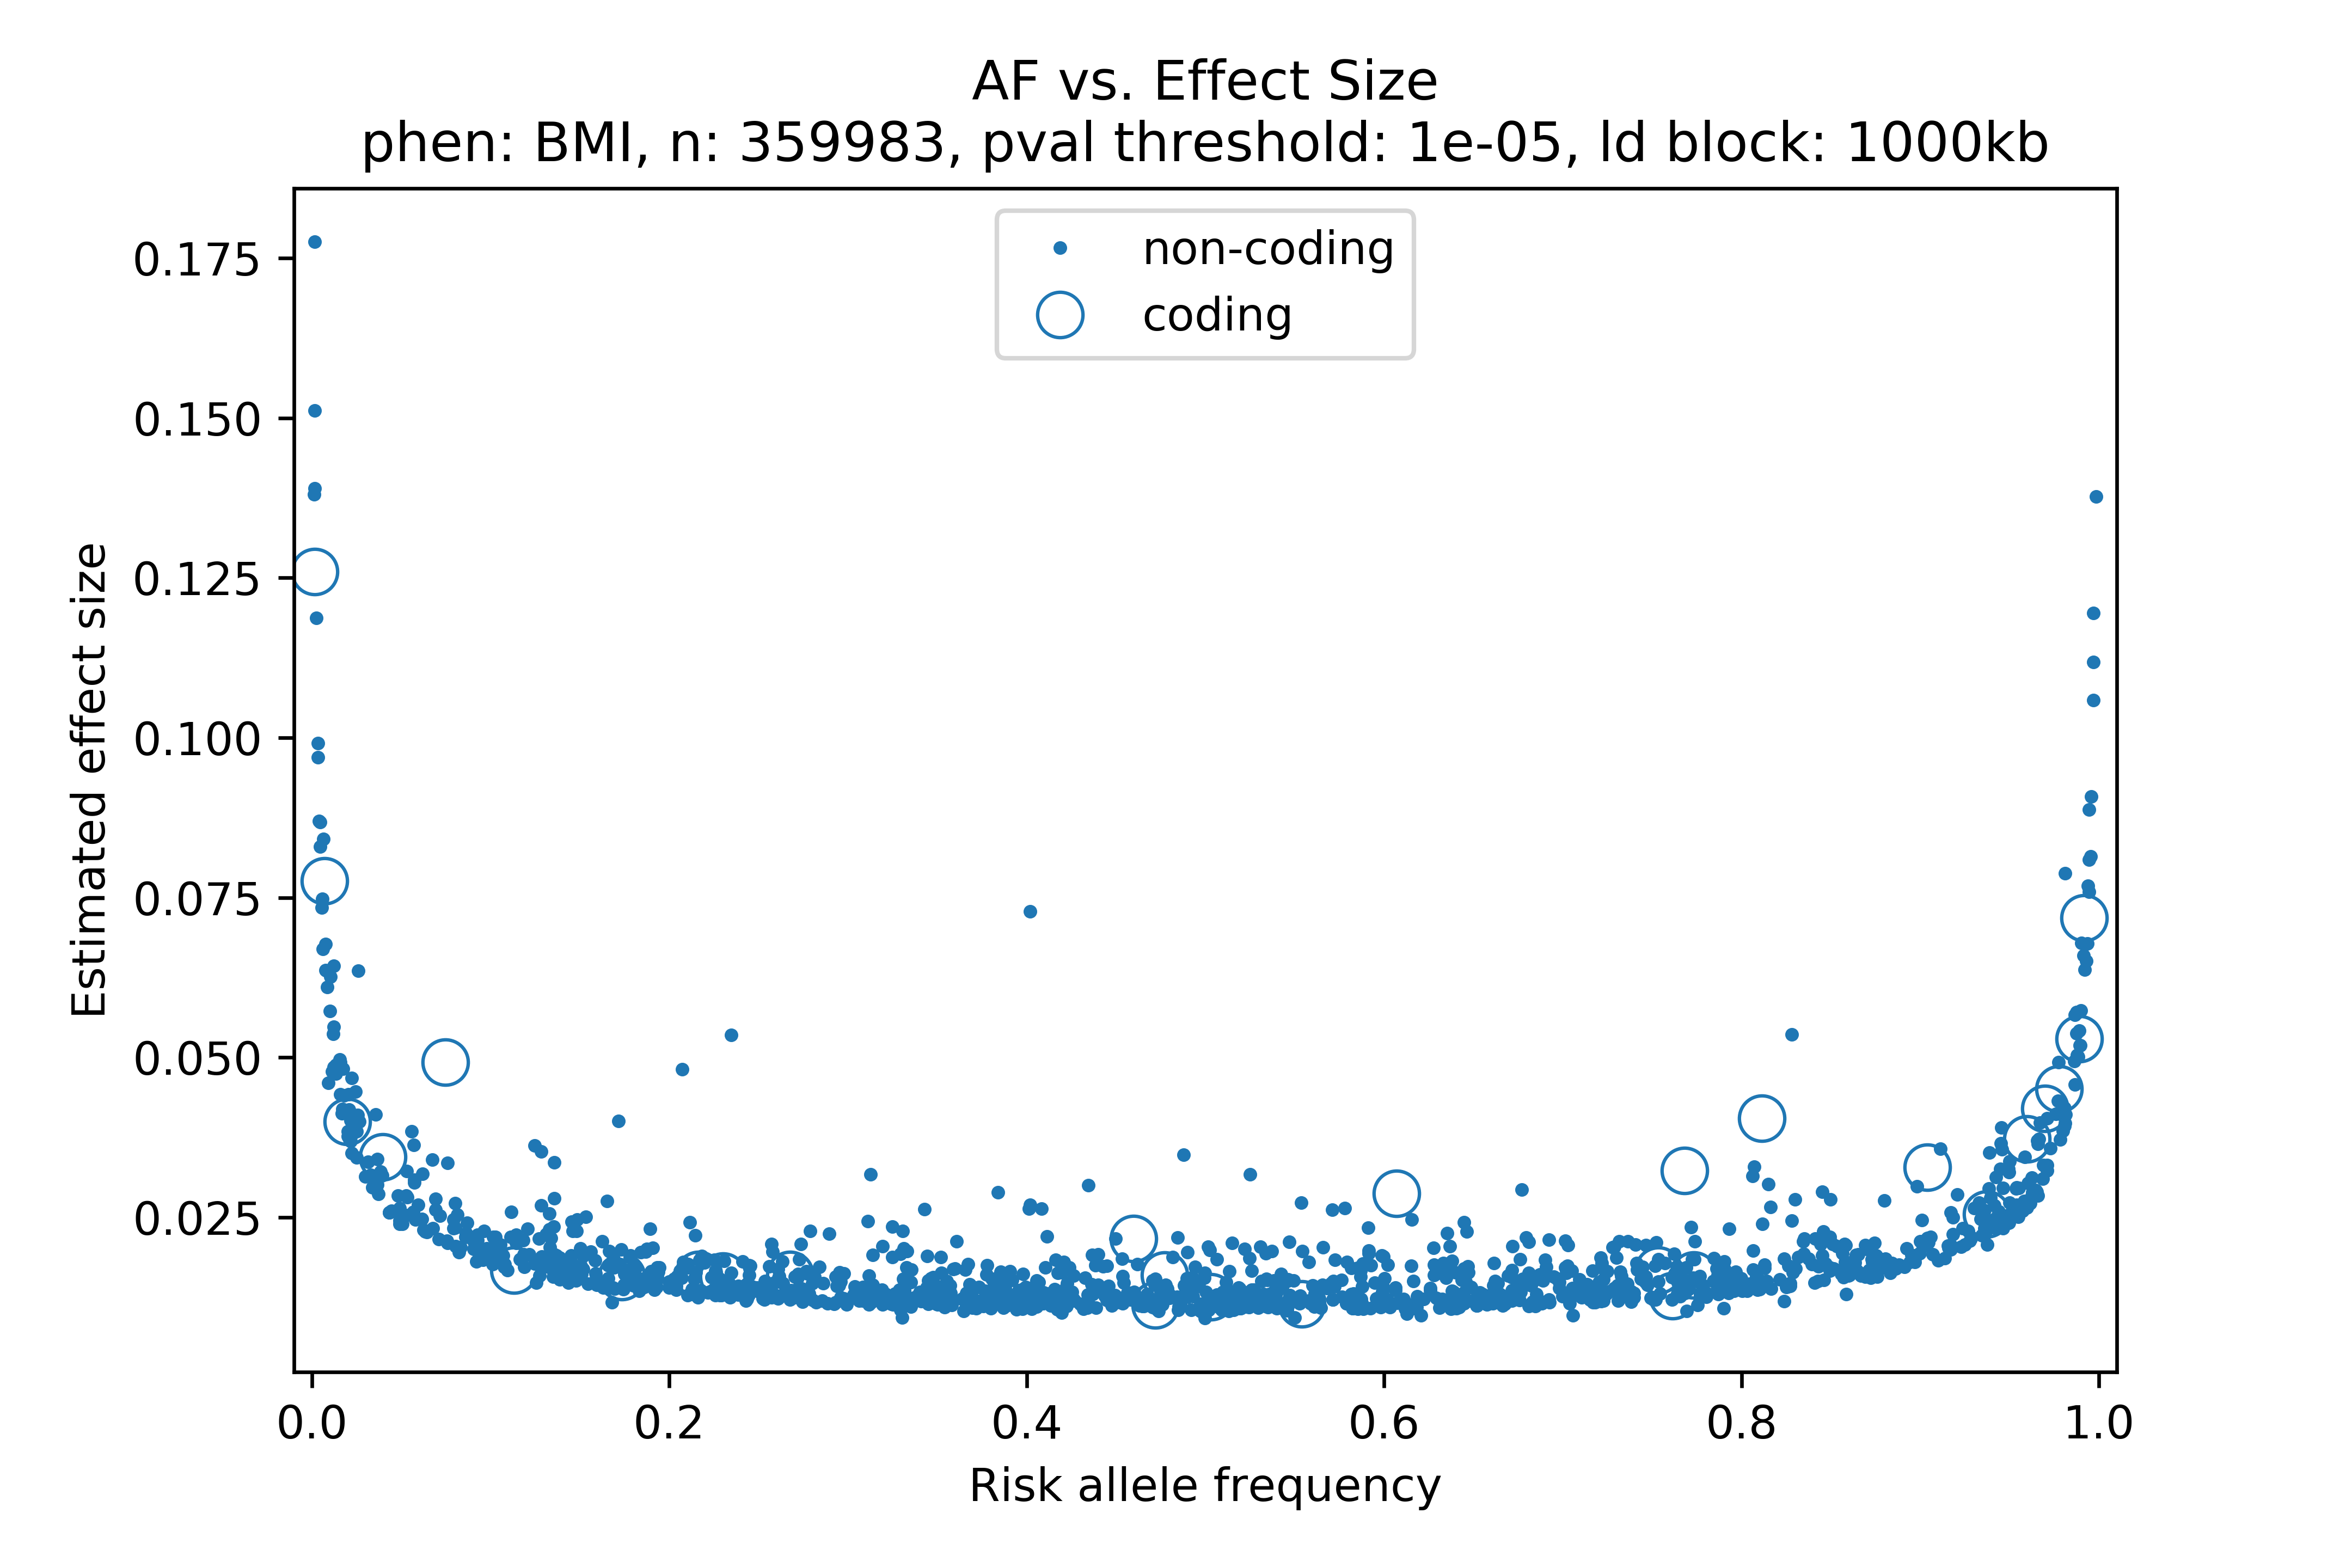 AF vs. Effect Size
phen: BMI, n: 359983, pval threshold: 1e-05, ld block: 1000kb
non-coding
coding
0.175
0.150
0.125
0.100
0.075
0.050
0.025
Estimated effect size
0.0 0.2 0.4 0.6 0.8 1.0
Risk allele frequency